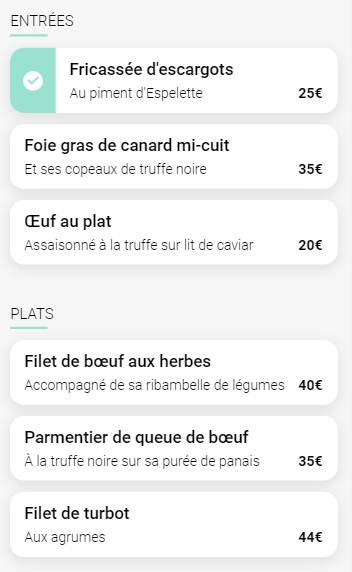 ENTRÉES
Fricassée d'escargots
Au piment d'Espelette 25€
Foie gras de canard mi-cuit
Et ses copeaux de truffe noire 35€
Œuf au plat
Assaisonné à la truffe sur lit de caviar 20€
PLATS
Filet de bœuf aux herbes
Accompagné de sa ribambelle de légumes 40€
Parmentier de queue de bœuf
À la truffe noire sur sa purée de panais 35€
Filet de turbot
Aux agrumes 44€